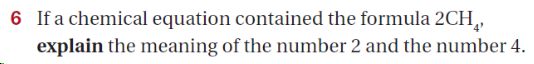 6 If a chemical equation contained the formula 2CH₄,
explain the meaning of the number 2 and the number 4.